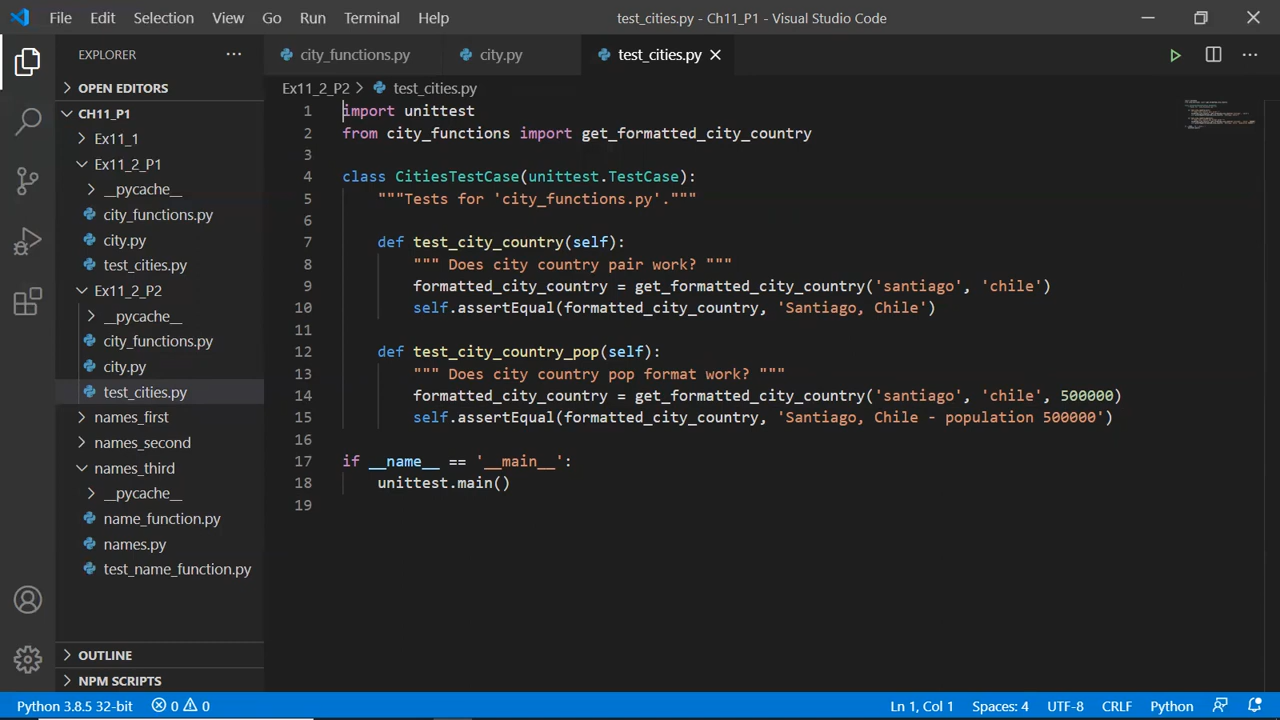 File Edit Selection View Go Run Terminal Help test_cities.py - Ch11_P1 - Visual Studio Code
EXPLORER ···
OPEN EDITORS
CH11_P1
Ex11_1
Ex11_2_P1
__pycache__
city_functions.py
city.py
test_cities.py
Ex11_2_P2
__pycache__
city_functions.py
city.py
test_cities.py
names_first
names_second
names_third
__pycache__
name_function.py
names.py
test_name_function.py
OUTLINE
NPM SCRIPTS
city_functions.py city.py test_cities.py
Ex11_2_P2 > test_cities.py
1 import unittest
2 from city_functions import get_formatted_city_country
3
4 class CitiesTestCase(unittest.TestCase):
5     """Tests for 'city_functions.py'."""
6
7     def test_city_country(self):
8         """ Does city country pair work? """
9         formatted_city_country = get_formatted_city_country('santiago', 'chile')
10         self.assertEqual(formatted_city_country, 'Santiago, Chile')
11
12     def test_city_country_pop(self):
13         """ Does city country pop format work? """
14         formatted_city_country = get_formatted_city_country('santiago', 'chile', 500000)
15         self.assertEqual(formatted_city_country, 'Santiago, Chile - population 500000')
16
17 if __name__ == '__main__':
18     unittest.main()
19
Python 3.8.5 32-bit 0 0 Ln 1, Col 1 Spaces: 4 UTF-8 CRLF Python